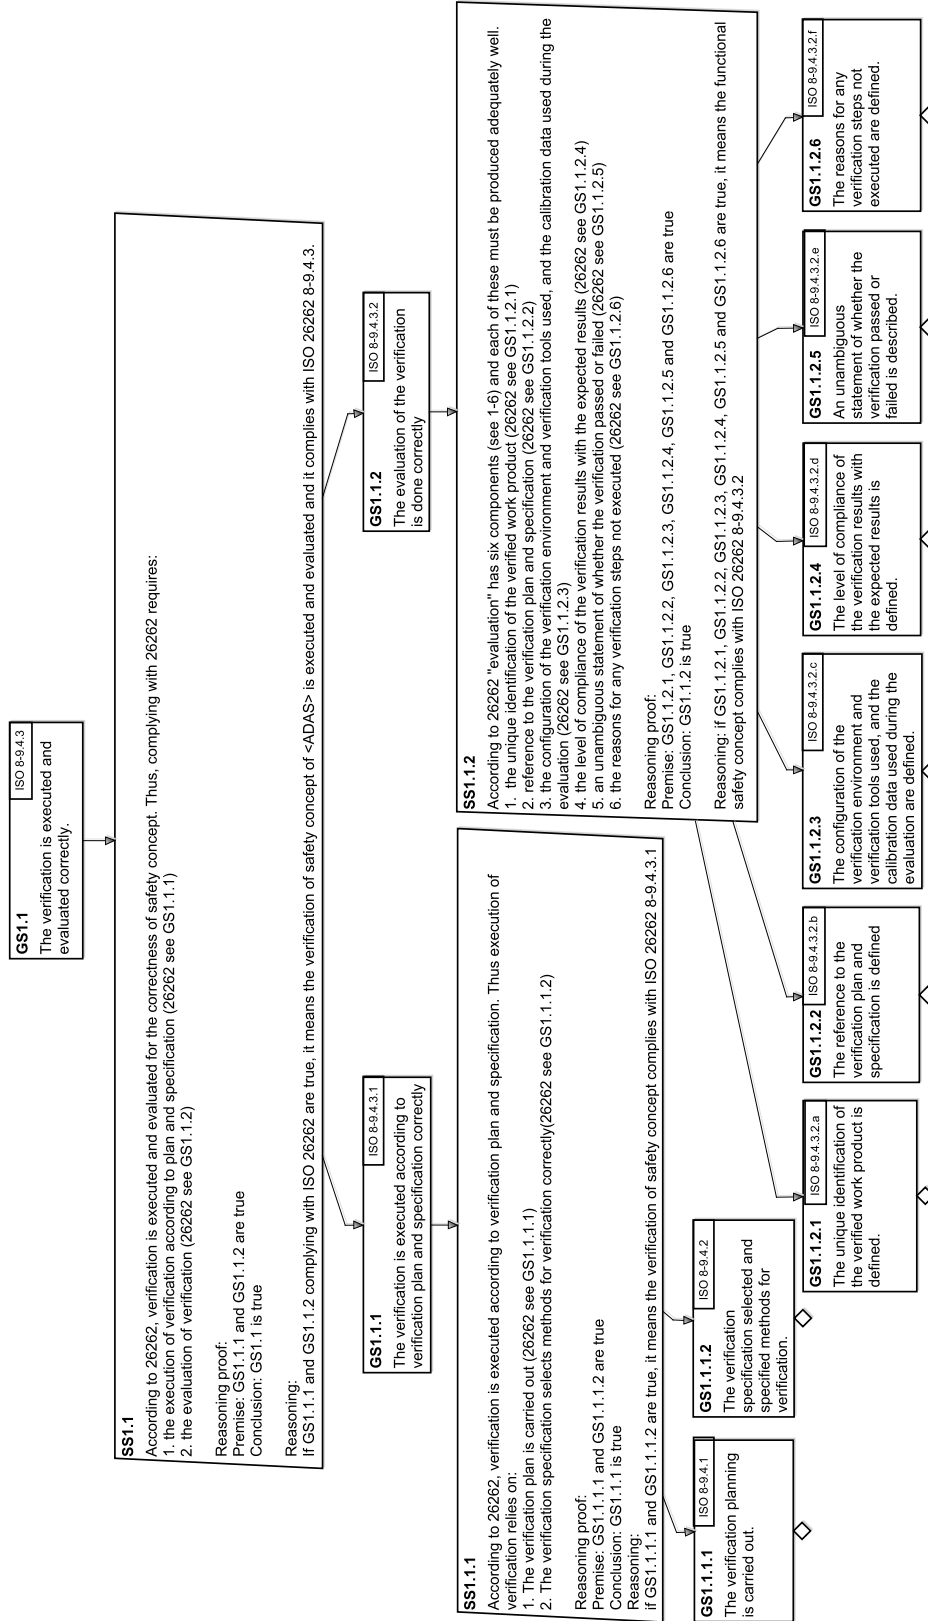 GS1.1
ISO 8-9.4.3
The verification is executed and
evaluated correctly.
SS1.1
According to 26262, verification is executed and evaluated for the correctness of safety concept. Thus, complying with 26262 requires:
1. the execution of verification according to plan and specification (26262 see GS1.1.1)
2. the evaluation of verification (26262 see GS1.1.2)
Reasoning proof:
Premise: GS1.1.1 and GS1.1.2 are true
Conclusion: GS1.1 is true
Reasoning:
If GS1.1.1 and GS1.1.2 complying with ISO 26262 are true, it means the verification of safety concept of <ADAS> is executed and evaluated and it complies with ISO 26262 8-9.4.3.
GS1.1.1
ISO 8-9.4.3.1
The verification is executed according to
verification plan and specification correctly
GS1.1.2
ISO 8-9.4.3.2
The evaluation of the verification
is done correctly
SS1.1.1
According to 26262, verification is executed according to verification plan and specification. Thus execution of
verification relies on:
1. The verification plan is carried out (26262 see GS1.1.1.1)
2. The verification specification selects methods for verification correctly(26262 see GS1.1.1.2)
Reasoning proof:
Premise: GS1.1.1.1 and GS1.1.1.2 are true
Conclusion: GS1.1.1 is true
Reasoning:
if GS1.1.1.1 and GS1.1.1.2 are true, it means the verification of safety concept complies with ISO 26262 8-9.4.3.1
SS1.1.2
According to 26262 "evaluation" has six components (see 1-6) and each of these must be produced adequately well.
1. the unique identification of the verified work product (26262 see GS1.1.2.1)
2. reference to the verification plan and specification (26262 see GS1.1.2.2)
3. the configuration of the verification environment and verification tools used, and the calibration data used during the
evaluation (26262 see GS1.1.2.3)
4. the level of compliance of the verification results with the expected results (26262 see GS1.1.2.4)
5. an unambiguous statement of whether the verification passed or failed (26262 see GS1.1.2.5)
6. the reasons for any verification steps not executed (26262 see GS1.1.2.6)
Reasoning proof:
Premise: GS1.1.2.1, GS1.1.2.2, GS1.1.2.3, GS1.1.2.4, GS1.1.2.5 and GS1.1.2.6 are true
Conclusion: GS1.1.2 is true
Reasoning: if GS1.1.2.1, GS1.1.2.2, GS1.1.2.3, GS1.1.2.4, GS1.1.2.5 and GS1.1.2.6 are true, it means the functional
safety concept complies with ISO 26262 8-9.4.3.2
GS1.1.1.1
ISO 8-9.4.1
The verification planning
is carried out.
GS1.1.1.2
ISO 8-9.4.2
The verification
specification selected and
specified methods for
verification.
GS1.1.2.1
ISO 8-9.4.3.2.a
The unique identification of
the verified work product is
defined.
GS1.1.2.2
ISO 8-9.4.3.2.b
The reference to the
verification plan and
specification is defined
GS1.1.2.3
ISO 8-9.4.3.2.c
The configuration of the
verification environment and
verification tools used, and the
calibration data used during the
evaluation are defined.
GS1.1.2.4
ISO 8-9.4.3.2.d
The level of compliance of
the verification results with
the expected results is
defined.
GS1.1.2.5
ISO 8-9.4.3.2.e
An unambiguous
statement of whether the
verification passed or
failed is described.
GS1.1.2.6
ISO 8-9.4.3.2.f
The reasons for any
verification steps not
executed are defined.